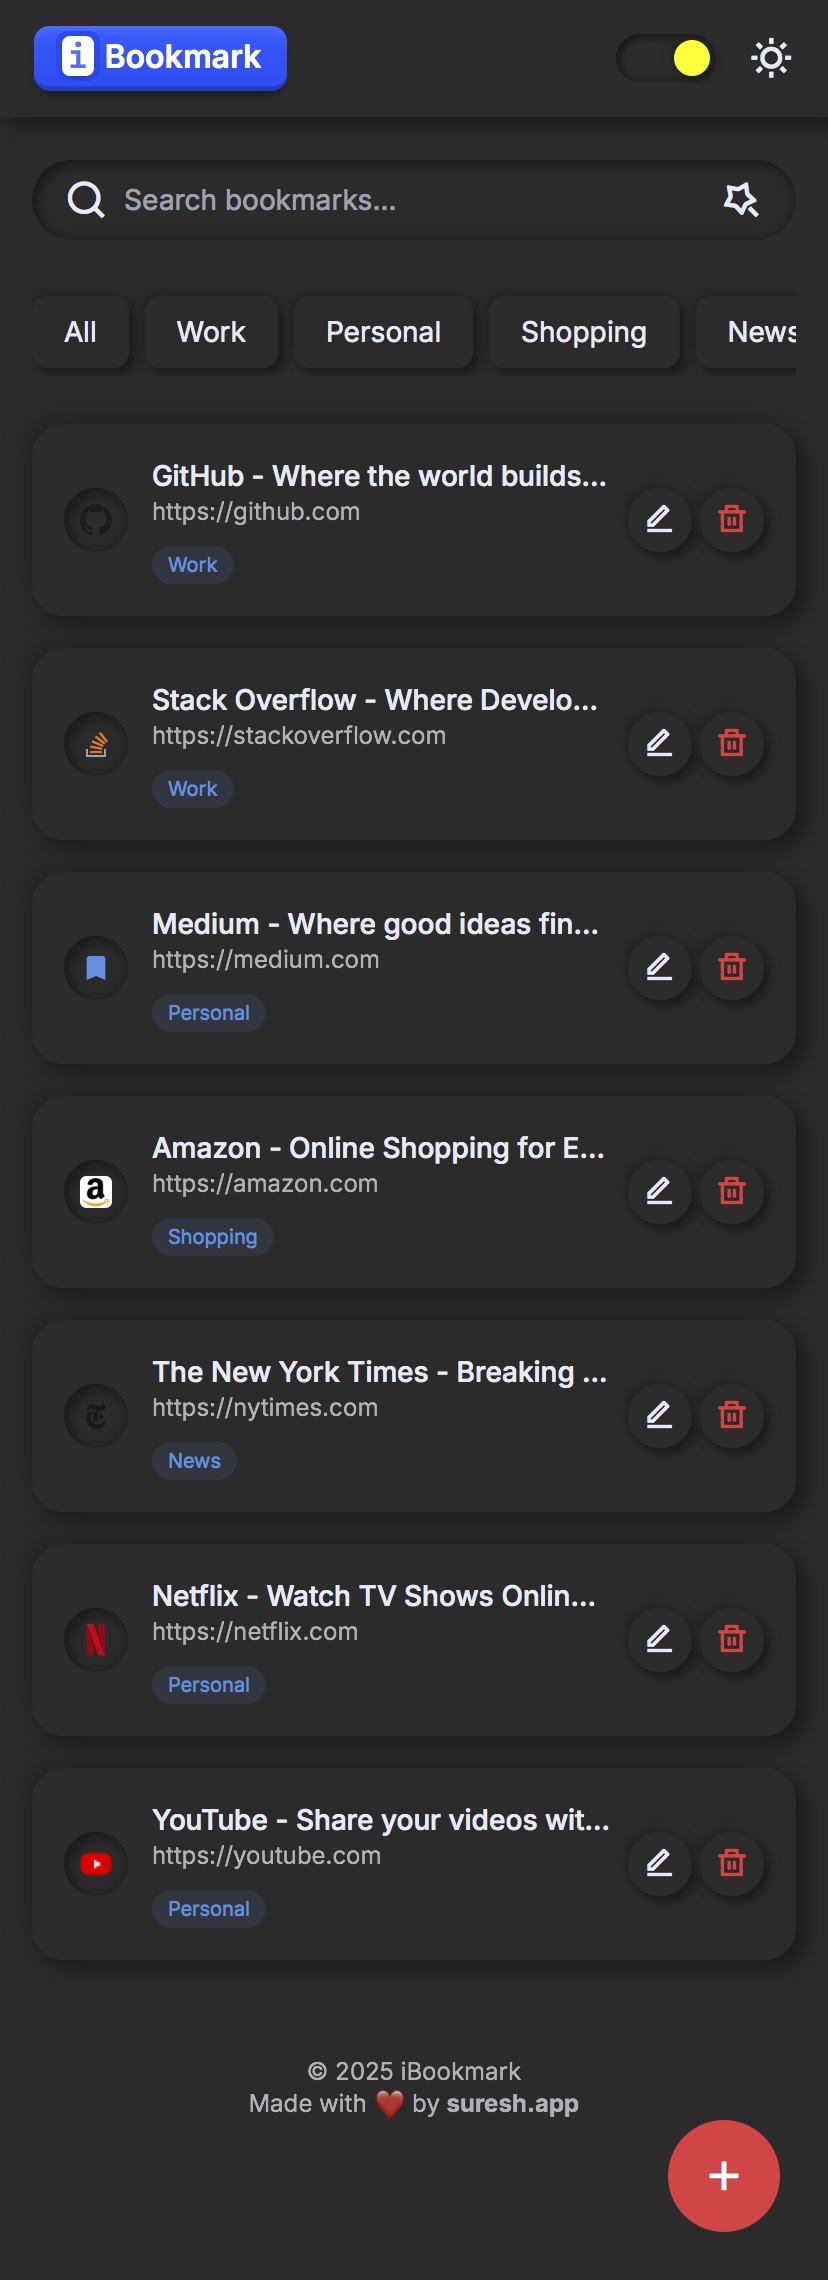 i Bookmark
Search bookmarks...
All Work Personal Shopping News
GitHub - Where the world builds...
https://github.com
Work
Stack Overflow - Where Develo...
https://stackoverflow.com
Work
Medium - Where good ideas fin...
https://medium.com
Personal
a
Amazon - Online Shopping for E...
https://amazon.com
Shopping
The New York Times - Breaking ...
https://nytimes.com
News
N
Netflix - Watch TV Shows Onlin...
https://netflix.com
Personal
YouTube - Share your videos wit...
https://youtube.com
Personal
© 2025 iBookmark
Made with ❤️ by suresh.app
+